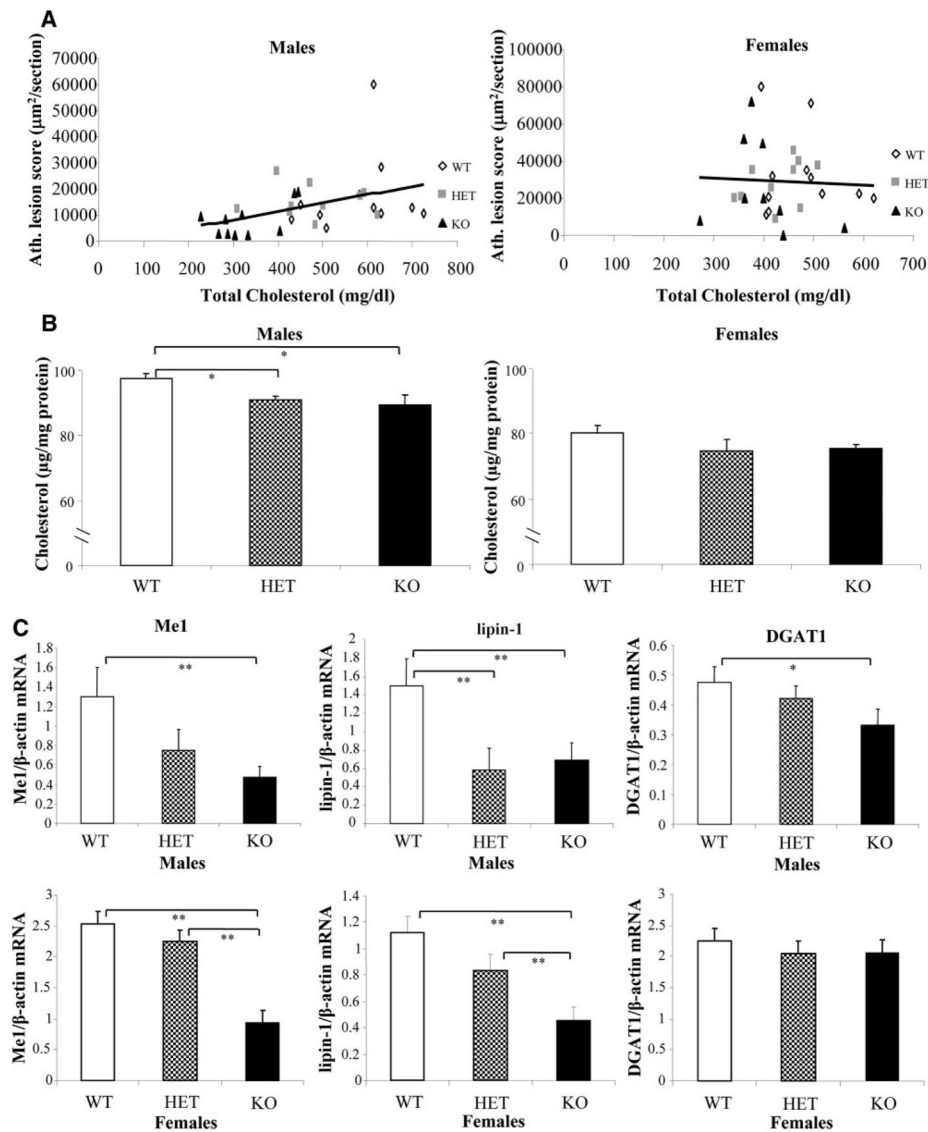 A
Males
Ath. lesion score (μm²/section)
70000
60000
50000
40000
30000
20000
10000
0
0 100 200 300 400 500 600 700 800
Total Cholesterol (mg/dl)
WT
HET
KO
Females
Ath. lesion score (μm²/section)
100000
80000
60000
40000
20000
0
0 100 200 300 400 500 600 700
Total Cholesterol (mg/dl)
WT
HET
KO
B
Males
Cholesterol (μg/mg protein)
100
80
60
0
*
*
WT HET KO
Females
Cholesterol (μg/mg protein)
100
80
60
0
WT HET KO
C
Me1
Me1/β-actin mRNA
1.8
1.6
1.4
1.2
1
0.8
0.6
0.4
0.2
0
**
WT HET KO
Males
lipin-1
lipin-1/β-actin mRNA
2
1.8
1.6
1.4
1.2
1
0.8
0.6
0.4
0.2
0
**
**
WT HET KO
Males
DGAT1
DGAT1/β-actin mRNA
0.6
0.5
0.4
0.3
0.2
0.1
0
*
WT HET KO
Males
Me1/β-actin mRNA
3
2.5
2
1.5
1
0.5
0
**
**
WT HET KO
Females
lipin-1/β-actin mRNA
1.4
1.2
1
0.8
0.6
0.4
0.2
0
**
**
WT HET KO
Females
DGAT1/β-actin mRNA
3
2.5
2
1.5
1
0.5
0
WT HET KO
Females